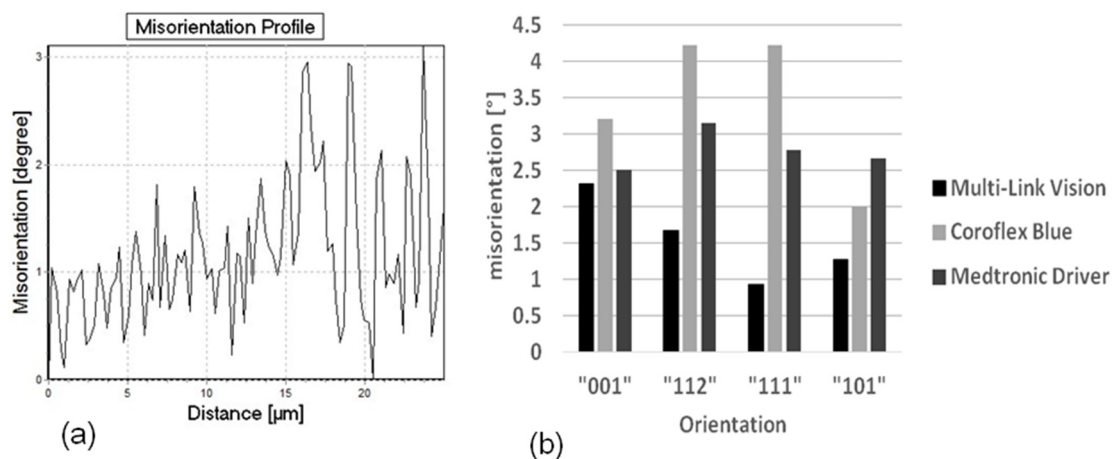 Misorientation Profile
Misorientation [degree]
3
2
1
0
0 5 10 15 20
Distance [µm]
(a)
misorientation [°]
4.5
4
3.5
3
2.5
2
1.5
1
0.5
0
"001" "112" "111" "101"
Orientation
Multi-Link Vision
Coroflex Blue
Medtronic Driver
(b)